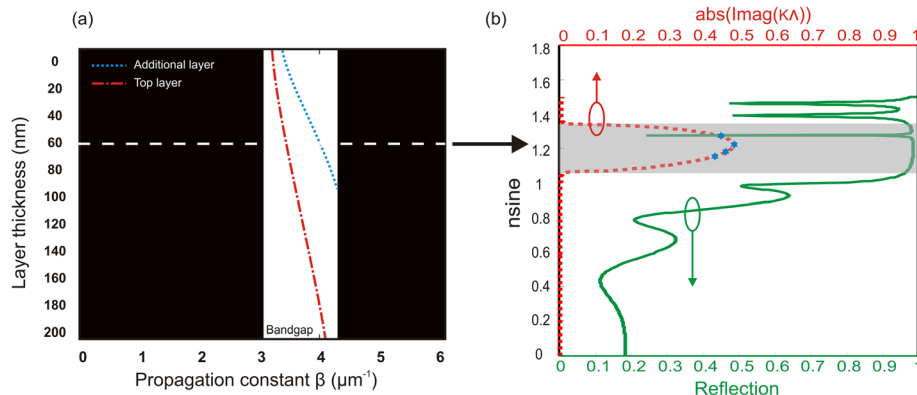 (a)
Additional layer
Top layer
Layer thickness (nm)
0
20
40
60
80
100
120
140
160
180
200
Bandgap
0 1 2 3 4 5 6
Propagation constant β (μm⁻¹)
(b)
abs(Imag(κΛ))
0 0.1 0.2 0.3 0.4 0.5 0.6 0.7 0.8 0.9 1
nsinθ
1.8
1.6
1.4
1.2
1
0.8
0.6
0.4
0.2
0
0 0.1 0.2 0.3 0.4 0.5 0.6 0.7 0.8 0.9 1
Reflection